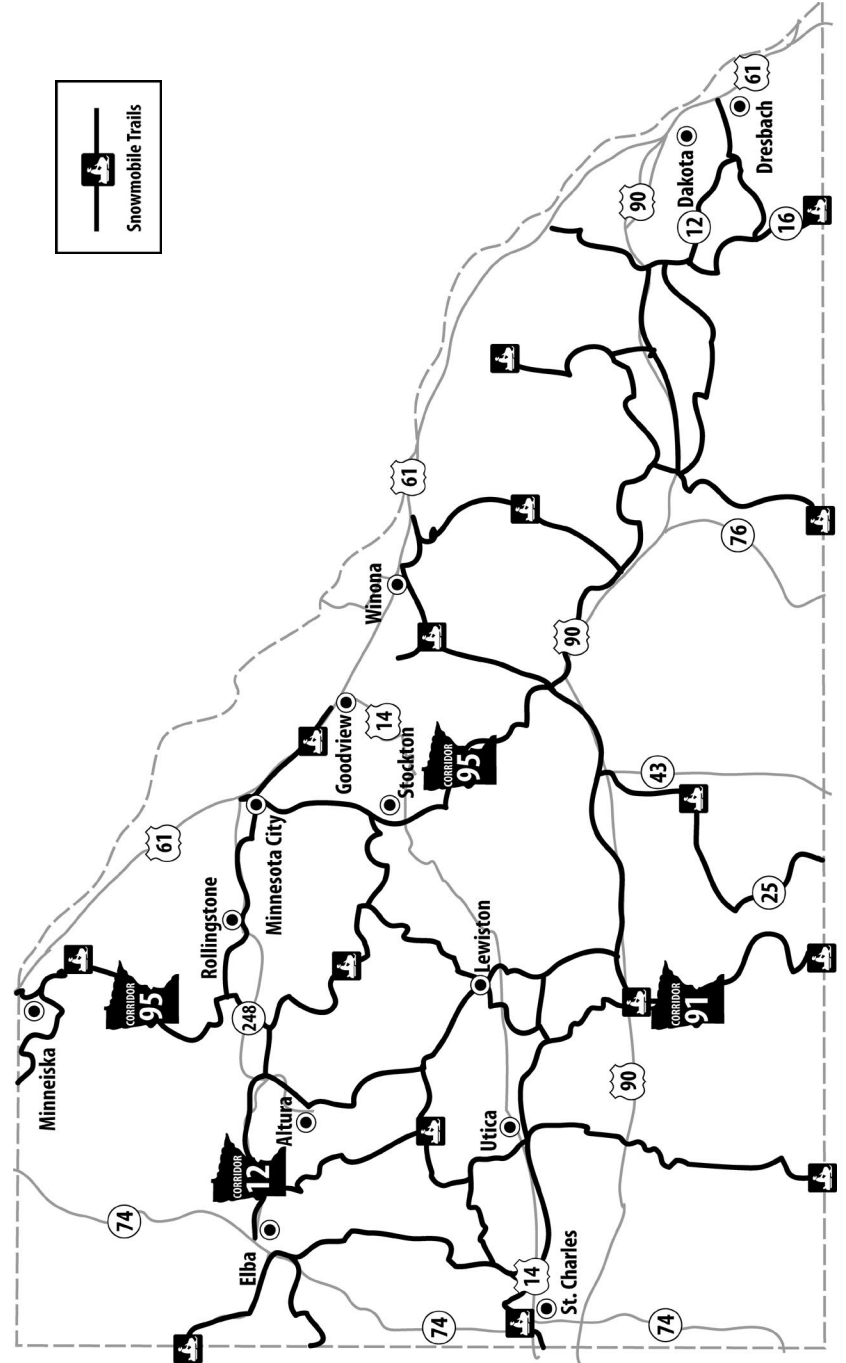 Snowmobile Trails
61
Dresbach
Dakota
90
12
16
61
76
Winona
90
Goodview
14
Stockton
CORRIDOR
95
43
25
61
Minnesota City
Rollingstone
Lewiston
CORRIDOR
95
248
CORRIDOR
91
Minneiska
90
Altura
Utica
CORRIDOR
12
74
Elba
14
St. Charles
74
74